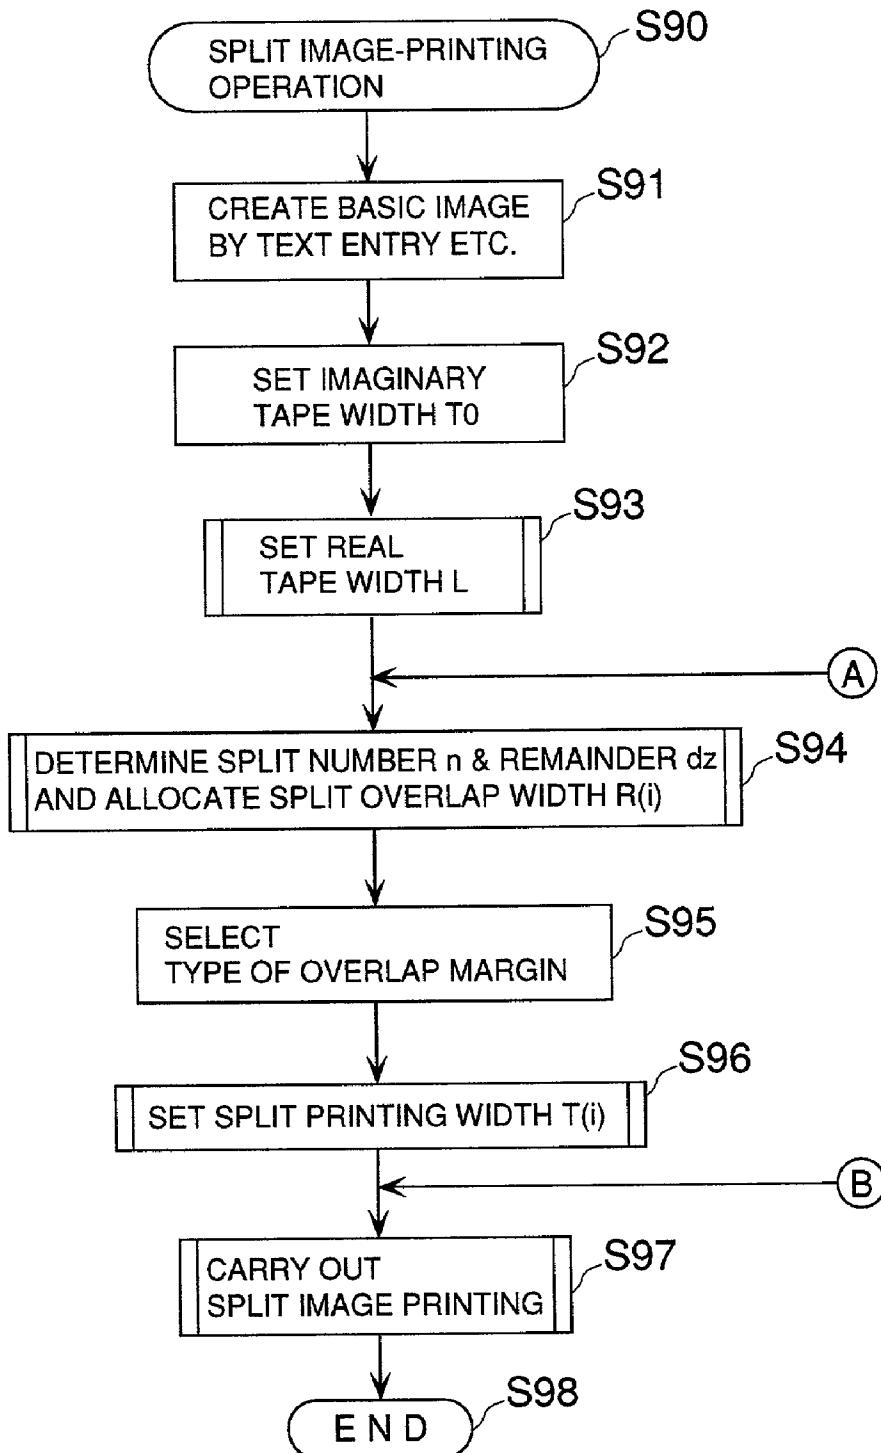 SPLIT IMAGE-PRINTING
OPERATION
S90
CREATE BASIC IMAGE
BY TEXT ENTRY ETC.
S91
SET IMAGINARY
TAPE WIDTH T0
S92
SET REAL
TAPE WIDTH L
S93
A
DETERMINE SPLIT NUMBER n & REMAINDER dz
AND ALLOCATE SPLIT OVERLAP WIDTH R(i)
S94
SELECT
TYPE OF OVERLAP MARGIN
S95
SET SPLIT PRINTING WIDTH T(i)
S96
B
CARRY OUT
SPLIT IMAGE PRINTING
S97
END
S98